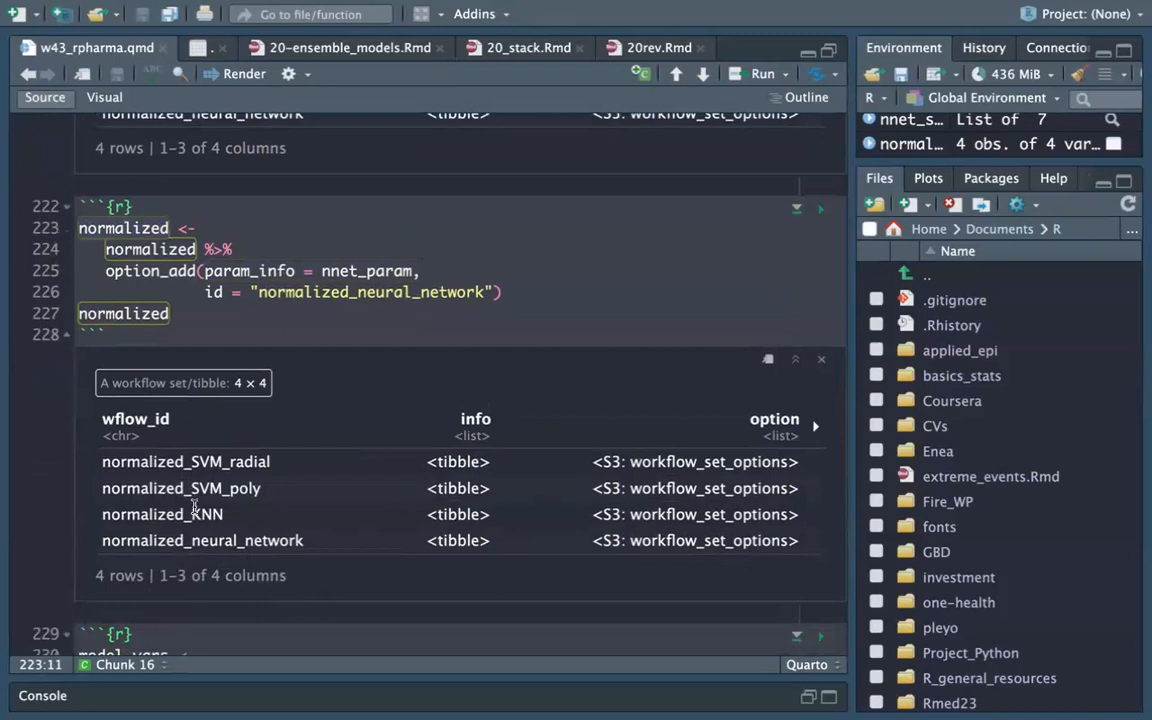 Go to file/function
Addins
Project: (None)
w43_rpharma.qmd
.
20-ensemble_models.Rmd
20_stack.Rmd
20rev.Rmd
Render
Run
Source
Visual
Outline
normalized_neural_network <tibble> <S3: workflow_set_options>
4 rows | 1-3 of 4 columns
222 ```{r}
223 normalized <-
224 normalized %>%
225 option_add(param_info = nnet_param,
226 id = "normalized_neural_network")
227 normalized
228 ```
A workflow set/tibble: 4 × 4
wflow_id info option
<chr> <list> <list>
normalized_SVM_radial <tibble> <S3: workflow_set_options>
normalized_SVM_poly <tibble> <S3: workflow_set_options>
normalized_KNN <tibble> <S3: workflow_set_options>
normalized_neural_network <tibble> <S3: workflow_set_options>
4 rows | 1-3 of 4 columns
229 ```{r}
230 model_vars <-
223:11
Chunk 16
Quarto
Console
Environment
History
Connectio
436 MiB
R
Global Environment
nnet_s... List of 7
normal... 4 obs. of 4 var...
Files
Plots
Packages
Help
Home
Documents
R
...
Name
..
.gitignore
.Rhistory
applied_epi
basics_stats
Coursera
CVs
Enea
extreme_events.Rmd
Fire_WP
fonts
GBD
investment
one-health
pleyo
Project_Python
R_general_resources
Rmed23